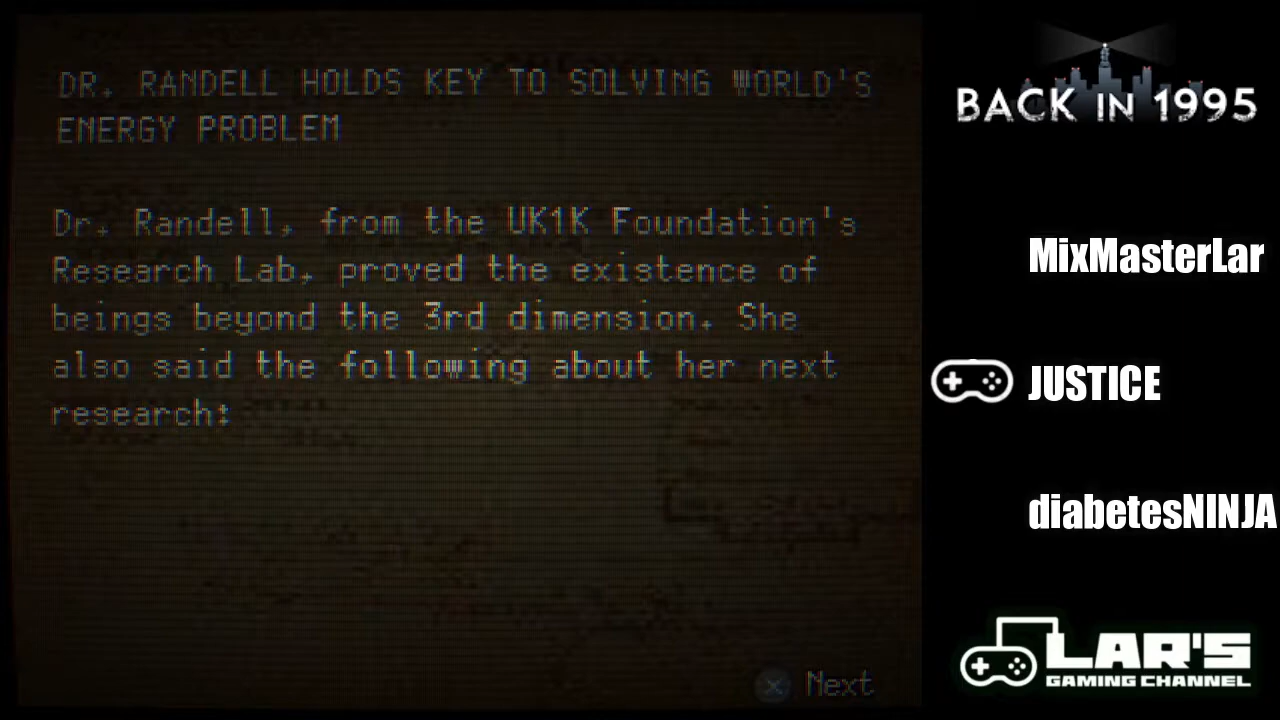 DR. RANDELL HOLDS KEY TO SOLVING WORLD'S
ENERGY PROBLEM
Dr. Randell, from the UK1K Foundation's
Research Lab, proved the existence of
beings beyond the 3rd dimension. She
also said the following about her next
research:
Next
BACK IN 1995
MixMasterLar
JUSTICE
diabetesNINJA
LAR'S
GAMING CHANNEL